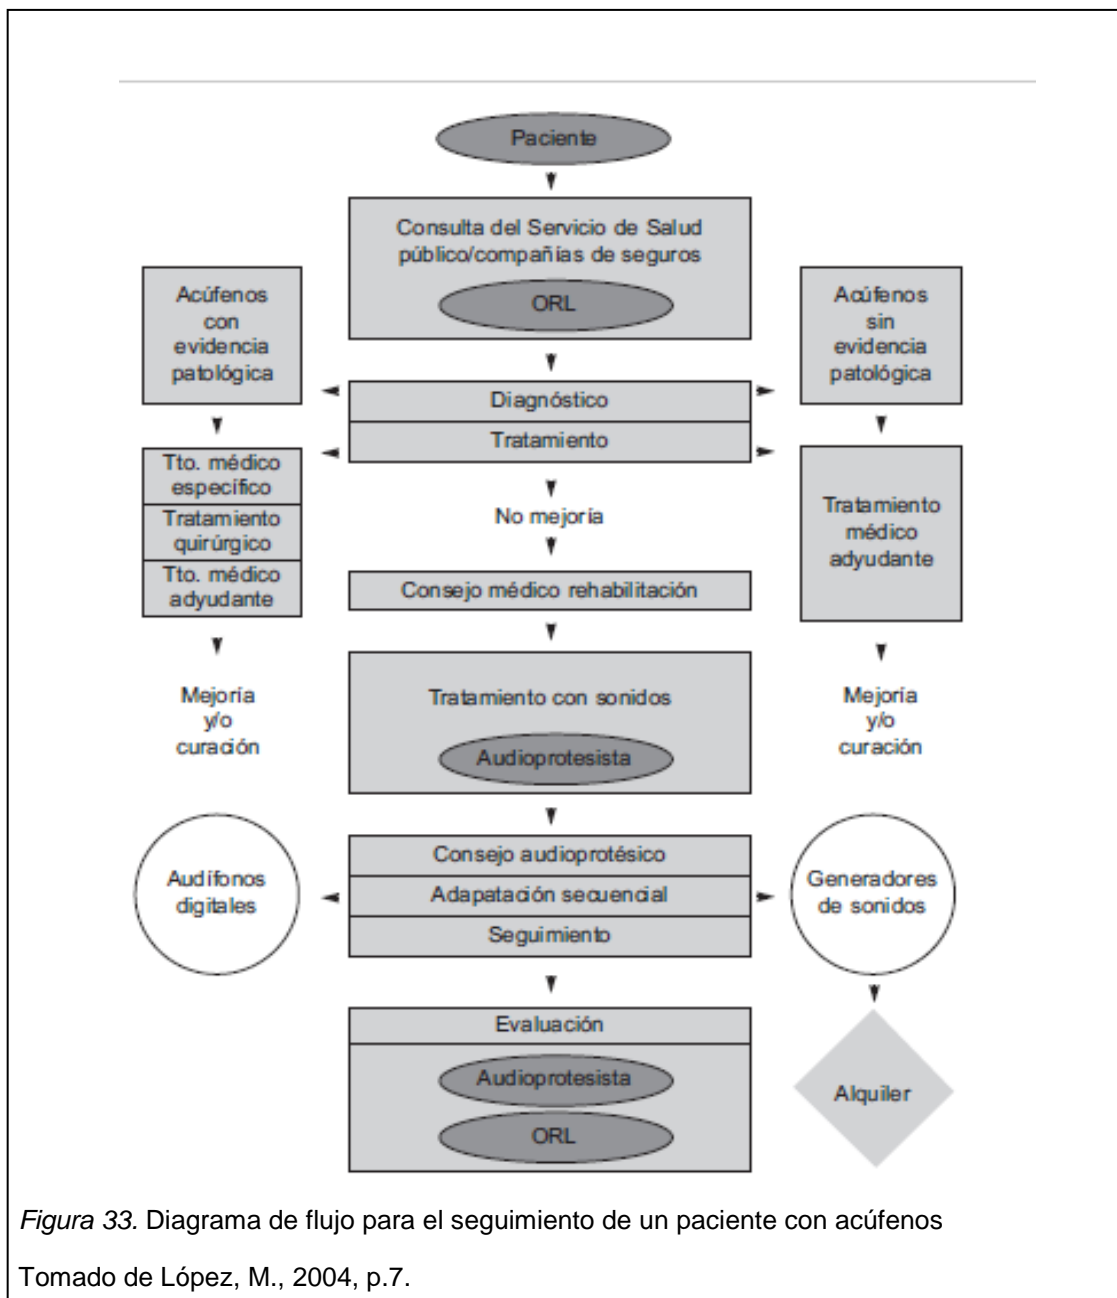 Paciente
Consulta del Servicio de Salud
público/compañías de seguros
ORL
Acúfenos
con
evidencia
patológica
Acúfenos
sin
evidencia
patológica
Diagnóstico
Tratamiento
Tto. médico
específico
Tratamiento
quirúrgico
Tto. médico
adyudante
No mejoría
Tratamiento
médico
adyudante
Consejo médico rehabilitación
Mejoría
y/o
curación
Tratamiento con sonidos
Audioprotesista
Mejoría
y/o
curación
Audífonos
digitales
Consejo audioprotésico
Adapatación secuencial
Seguimiento
Generadores
de sonidos
Evaluación
Audioprotesista
ORL
Alquiler
Figura 33. Diagrama de flujo para el seguimiento de un paciente con acúfenos
Tomado de López, M., 2004, p.7.